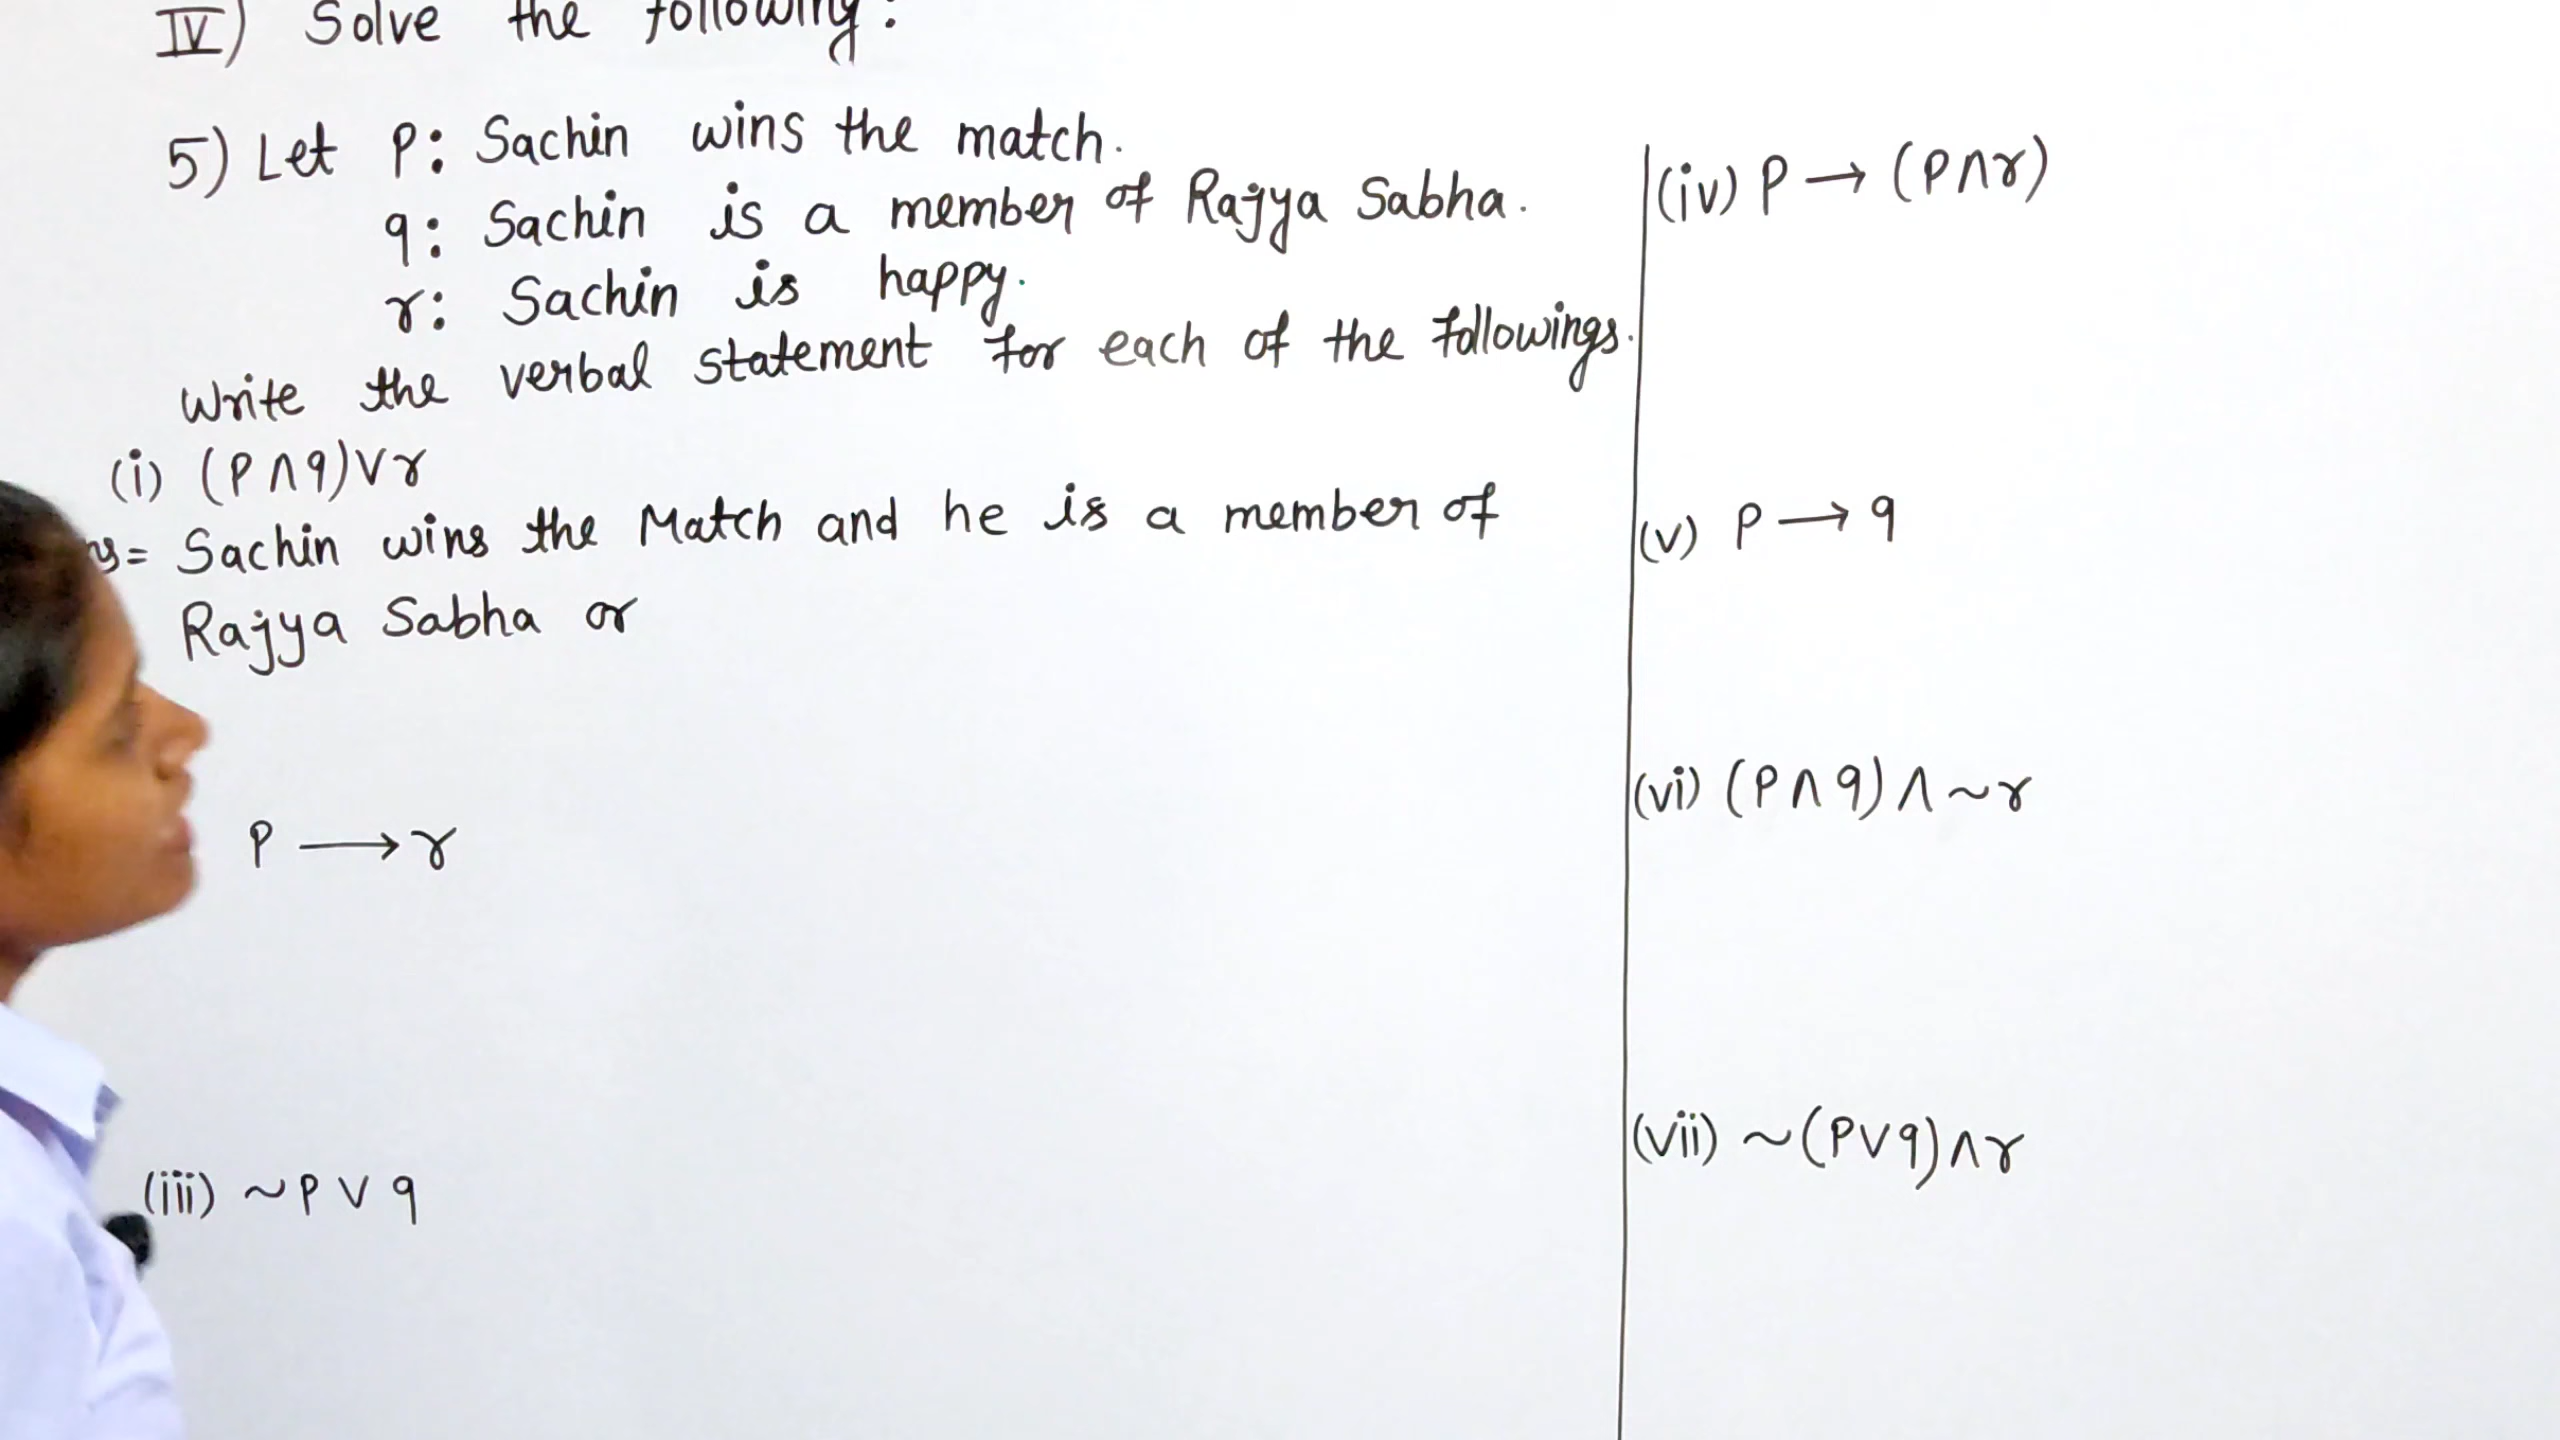 IV) Solve the following:
5) Let p: Sachin wins the match.
q: Sachin is a member of Rajya Sabha.
r: Sachin is happy.
Write the verbal statement for each of the followings.
(i) (p∧q)∨r
= Sachin wins the Match and he is a member of
Rajya Sabha or
p → r
(iii) ~p ∨ q
(iv) p → (p∧r)
(v) p → q
(vi) (p ∧ q) ∧ ~r
(vii) ~(p∨q)∧r